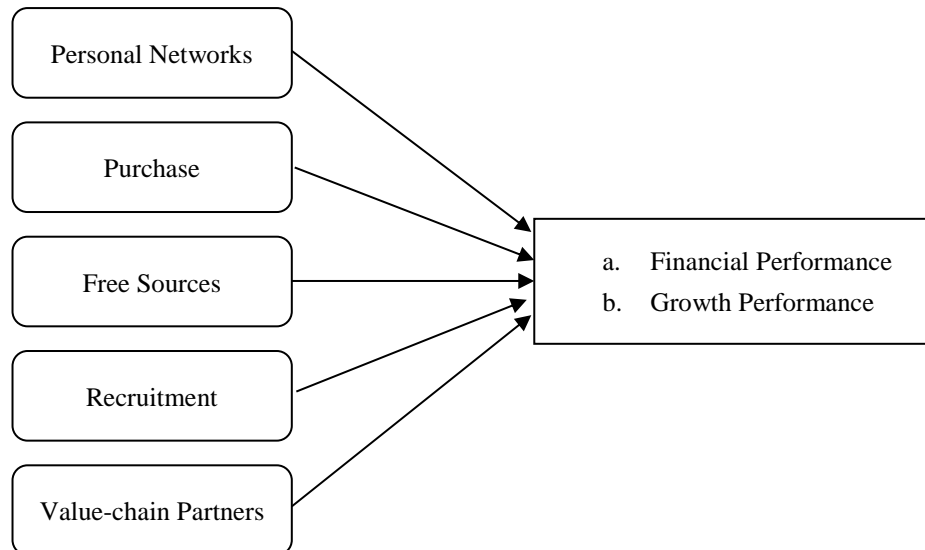 Personal Networks
Purchase
Free Sources
Recruitment
Value-chain Partners
a. Financial Performance
b. Growth Performance